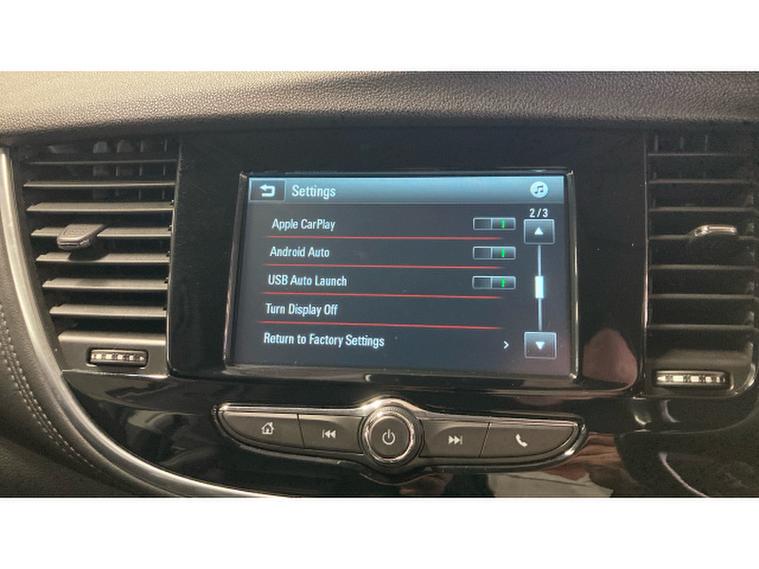 Settings
2/3
Apple CarPlay
Android Auto
USB Auto Launch
Turn Display Off
Return to Factory Settings